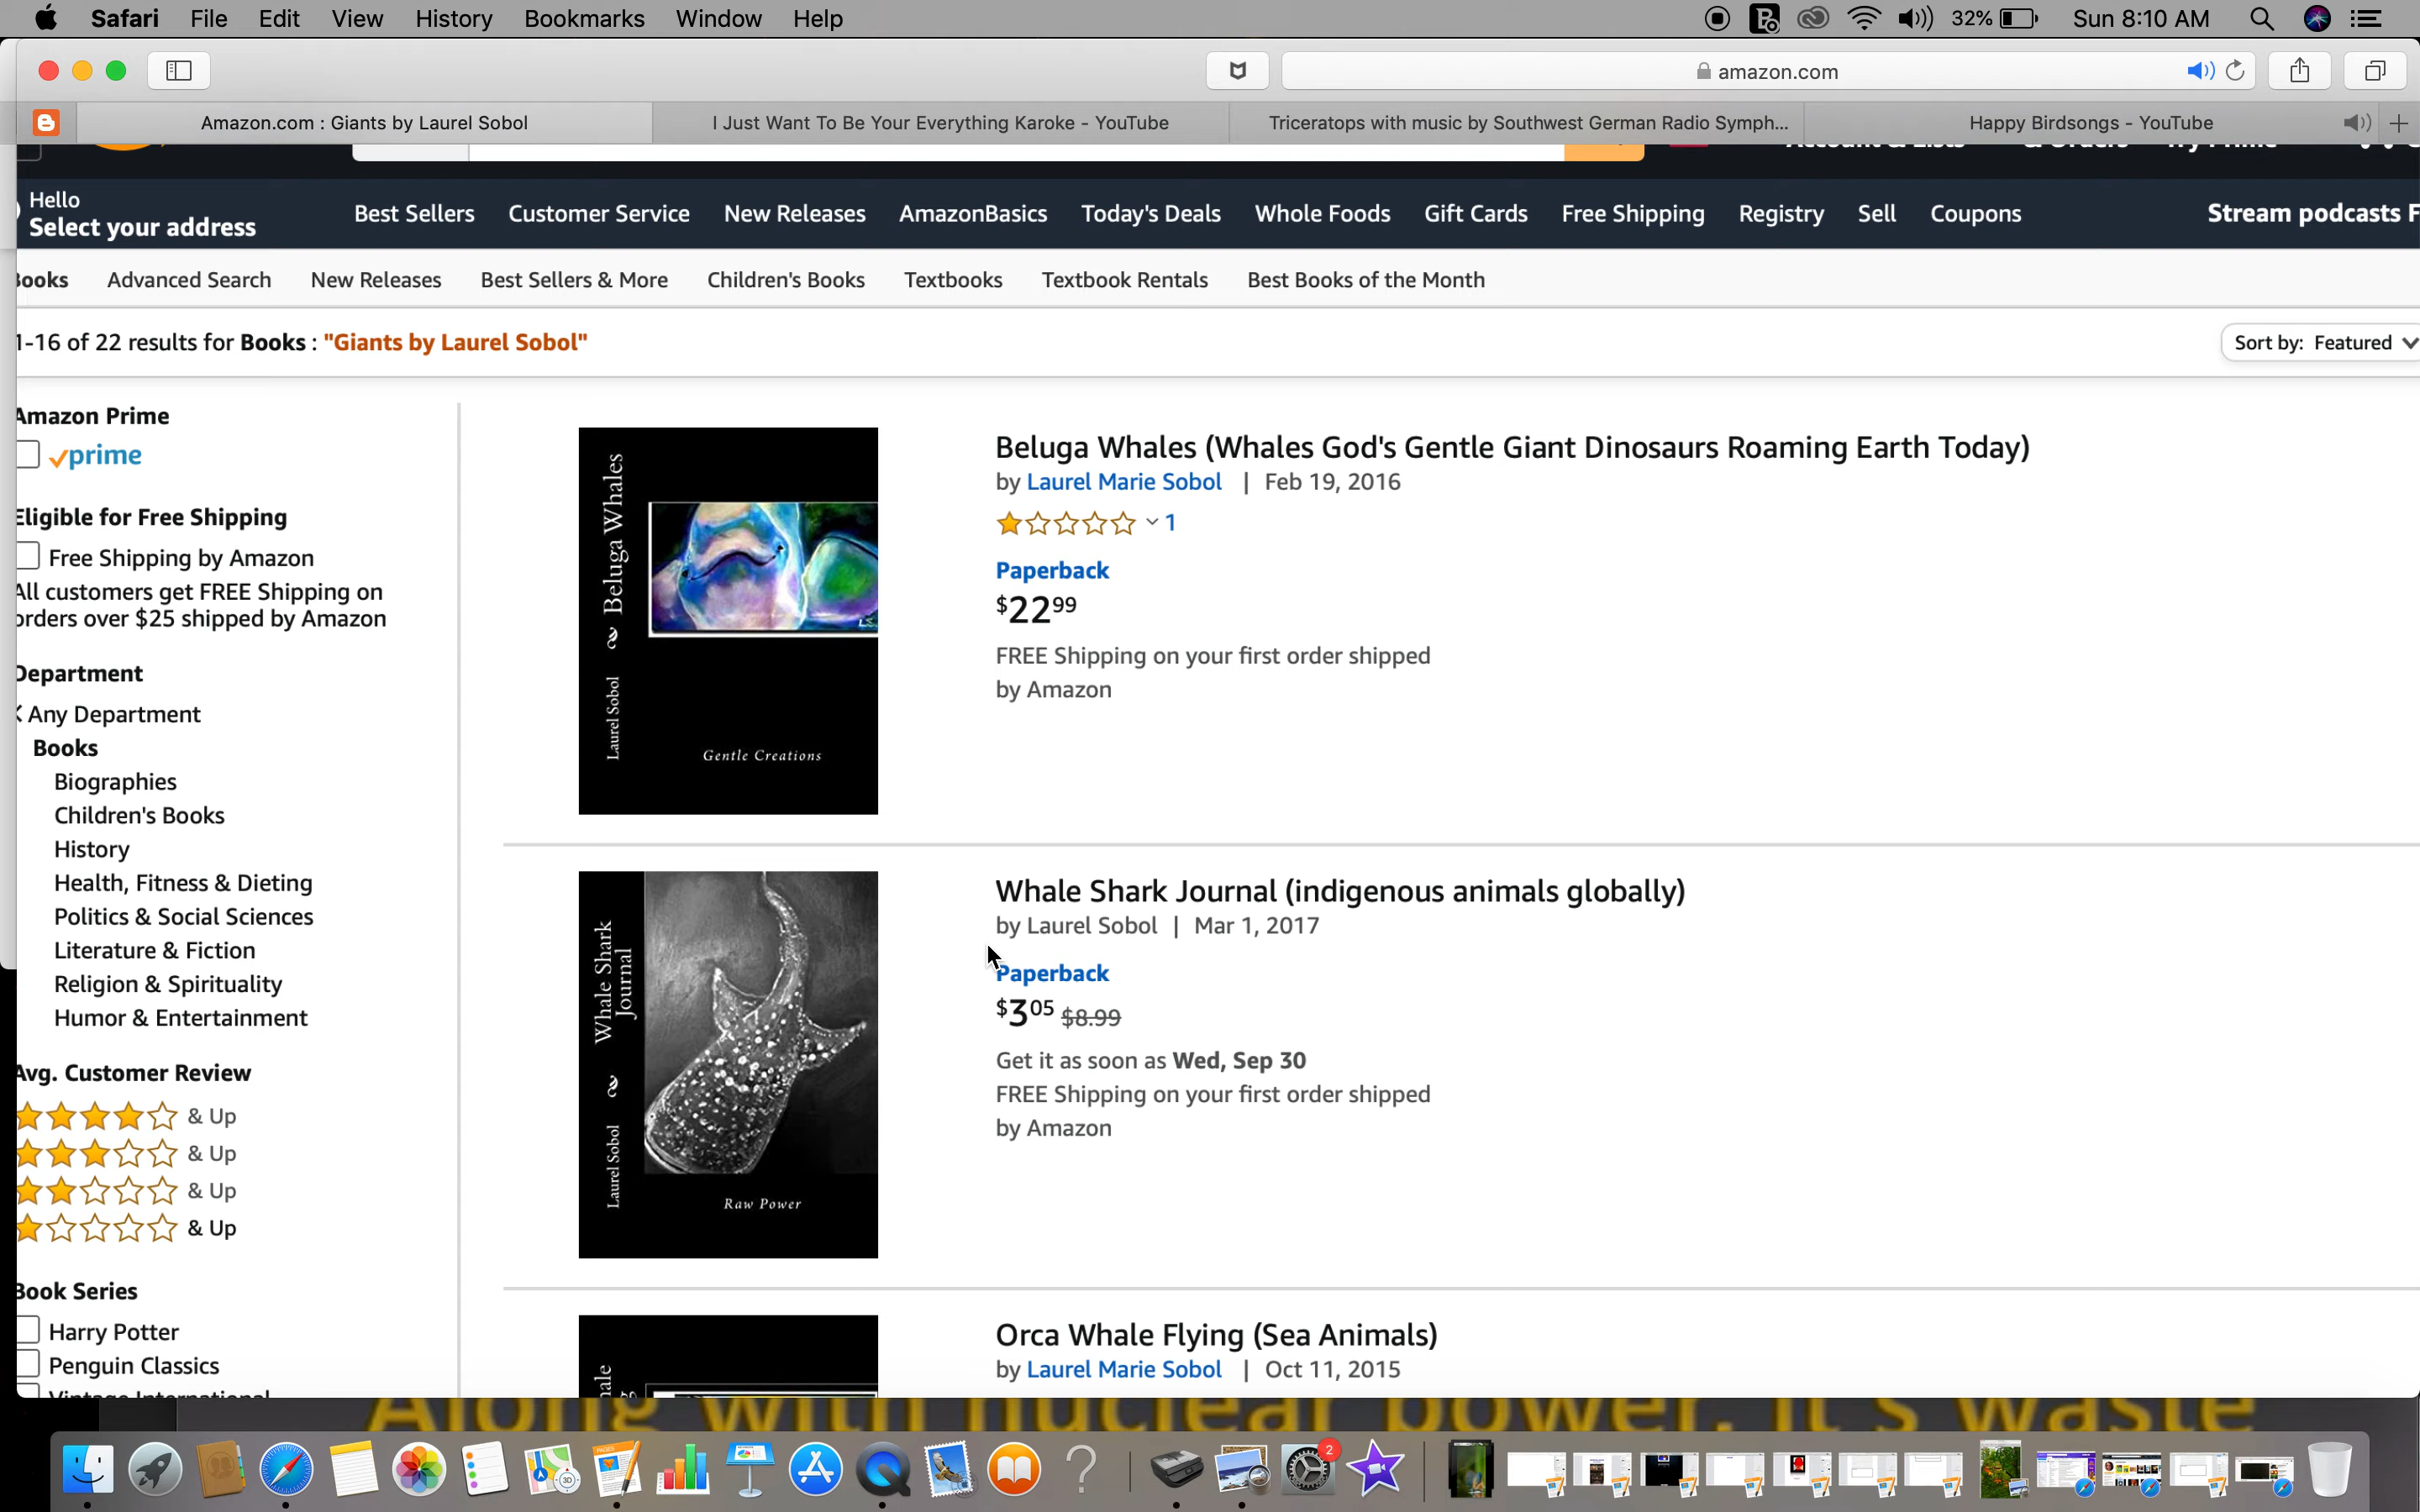 Safari File Edit View History Bookmarks Window Help 32% Sun 8:10 AM
amazon.com
Amazon.com : Giants by Laurel Sobol
I Just Want To Be Your Everything Karoke - YouTube
Triceratops with music by Southwest German Radio Symph...
Happy Birdsongs - YouTube
Account & Lists & Orders Try Prime
Hello
Select your address
Best Sellers Customer Service New Releases AmazonBasics Today's Deals Whole Foods Gift Cards Free Shipping Registry Sell Coupons
Stream podcasts F
Books Advanced Search New Releases Best Sellers & More Children's Books Textbooks Textbook Rentals Best Books of the Month
1-16 of 22 results for Books : "Giants by Laurel Sobol"
Sort by: Featured
Amazon Prime
prime
Eligible for Free Shipping
Free Shipping by Amazon
All customers get FREE Shipping on
orders over $25 shipped by Amazon
Department
Any Department
Books
Biographies
Children's Books
History
Health, Fitness & Dieting
Politics & Social Sciences
Literature & Fiction
Religion & Spirituality
Humor & Entertainment
Avg. Customer Review
& Up
& Up
& Up
& Up
Book Series
Harry Potter
Penguin Classics
Vintage International
Beluga Whales
Laurel Sobol
Gentle Creations
Beluga Whales (Whales God's Gentle Giant Dinosaurs Roaming Earth Today)
by Laurel Marie Sobol | Feb 19, 2016
1
Paperback
$22.99
FREE Shipping on your first order shipped
by Amazon
Whale Shark
Journal
Laurel Sobol
Raw Power
Whale Shark Journal (indigenous animals globally)
by Laurel Sobol | Mar 1, 2017
Paperback
$3.05 $8.99
Get it as soon as Wed, Sep 30
FREE Shipping on your first order shipped
by Amazon
Orca Whale Flying (Sea Animals)
by Laurel Marie Sobol | Oct 11, 2015
Along with nuclear power, it's waste
PAGES
3D
2